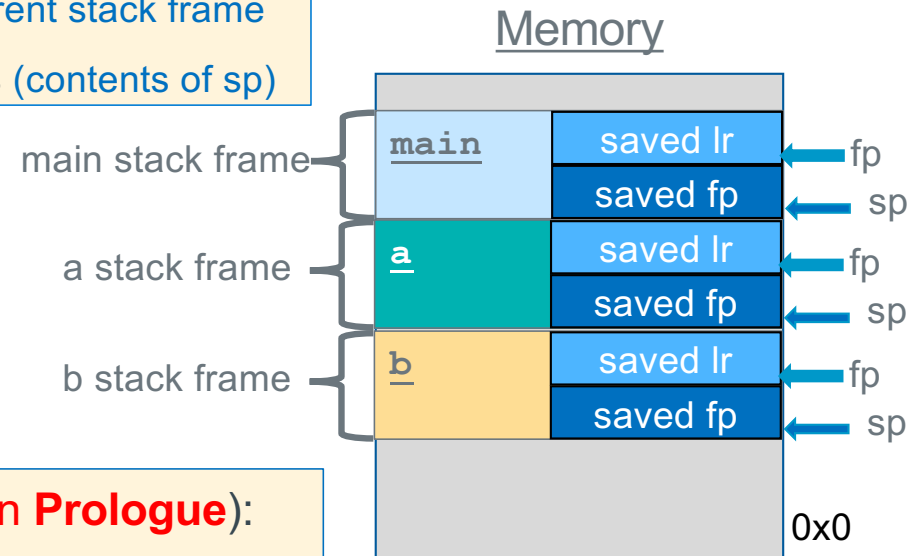 rent stack frame
(contents of sp)
Memory
main stack frame
main
saved lr
fp
saved fp
sp
a stack frame
a
saved lr
fp
saved fp
sp
b stack frame
b
saved lr
fp
saved fp
sp
n Prologue):
0x0